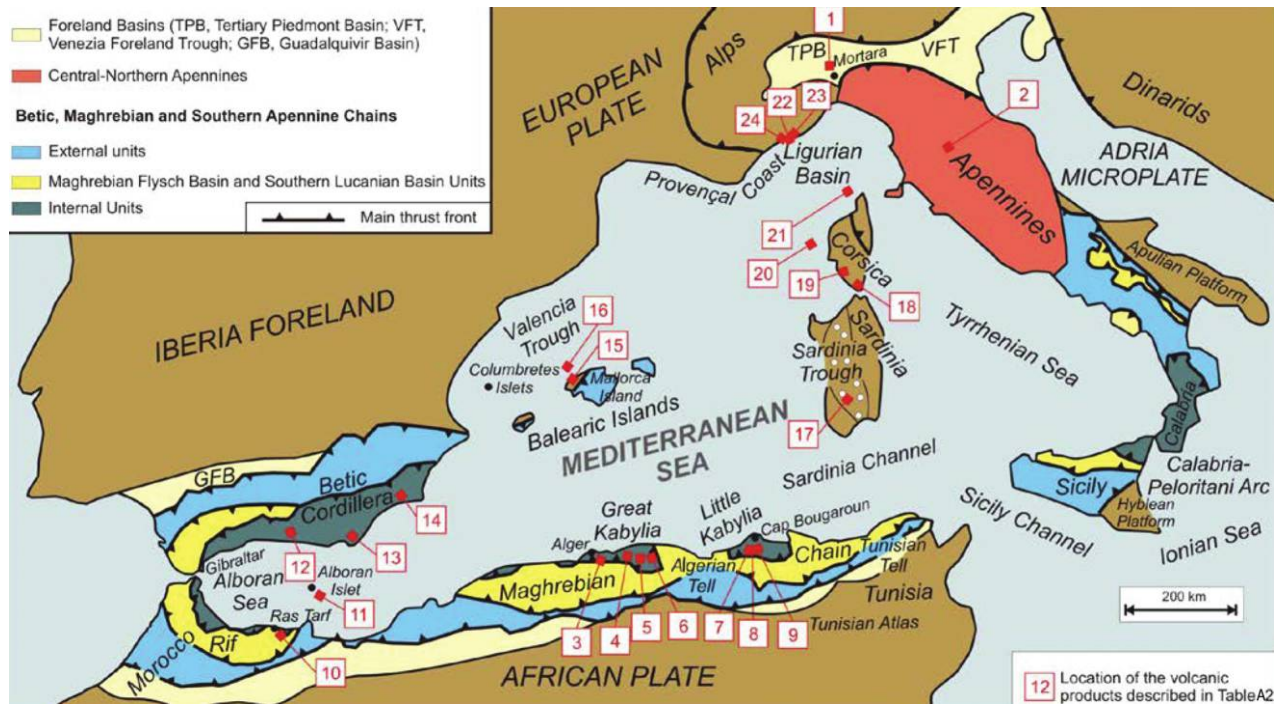 Foreland Basins (TPB, Tertiary Piedmont Basin; VFT,
Venezia Foreland Trough; GFB, Guadalquivir Basin)
Central-Northern Apennines
Betic, Maghrebian and Southern Apennine Chains
External units
Maghrebian Flysch Basin and Southern Lucanian Basin Units
Internal Units
Main thrust front
EUROPEAN
PLATE
Alps
1
TPB
Mortara
VFT
Dinarids
2
22
23
24
Ligurian
Basin
Provençal Coast
Apennines
ADRIA
MICROPLATE
Apulian Platform
21
20
19
18
Corsica
IBERIA FORELAND
Valencia
Trough
16
15
Columbretes
Islets
Mallorca
Island
Balearic Islands
Sardinia
Sardinia
Trough
17
Tyrrhenian Sea
MEDITERRANEAN
SEA
Sardinia Channel
Calabria
Calabria-
Peloritani Arc
Sicily
Hyblean
Platform
Sicily Channel
Ionian Sea
GFB
Betic
Cordillera
14
12
13
Gibraltar
Alboran
Sea
Alboran
Islet
11
Ras Tarf
Rif
10
Morocco
Great
Kabylia
Alger
Little
Kabylia
Cap Bougaroun
Maghrebian
Algerian
Tell
Chain
Tunisian
Tell
Tunisia
Tunisian Atlas
3
4
5
6
7
8
9
AFRICAN PLATE
200 km
12
Location of the volcanic
products described in TableA2